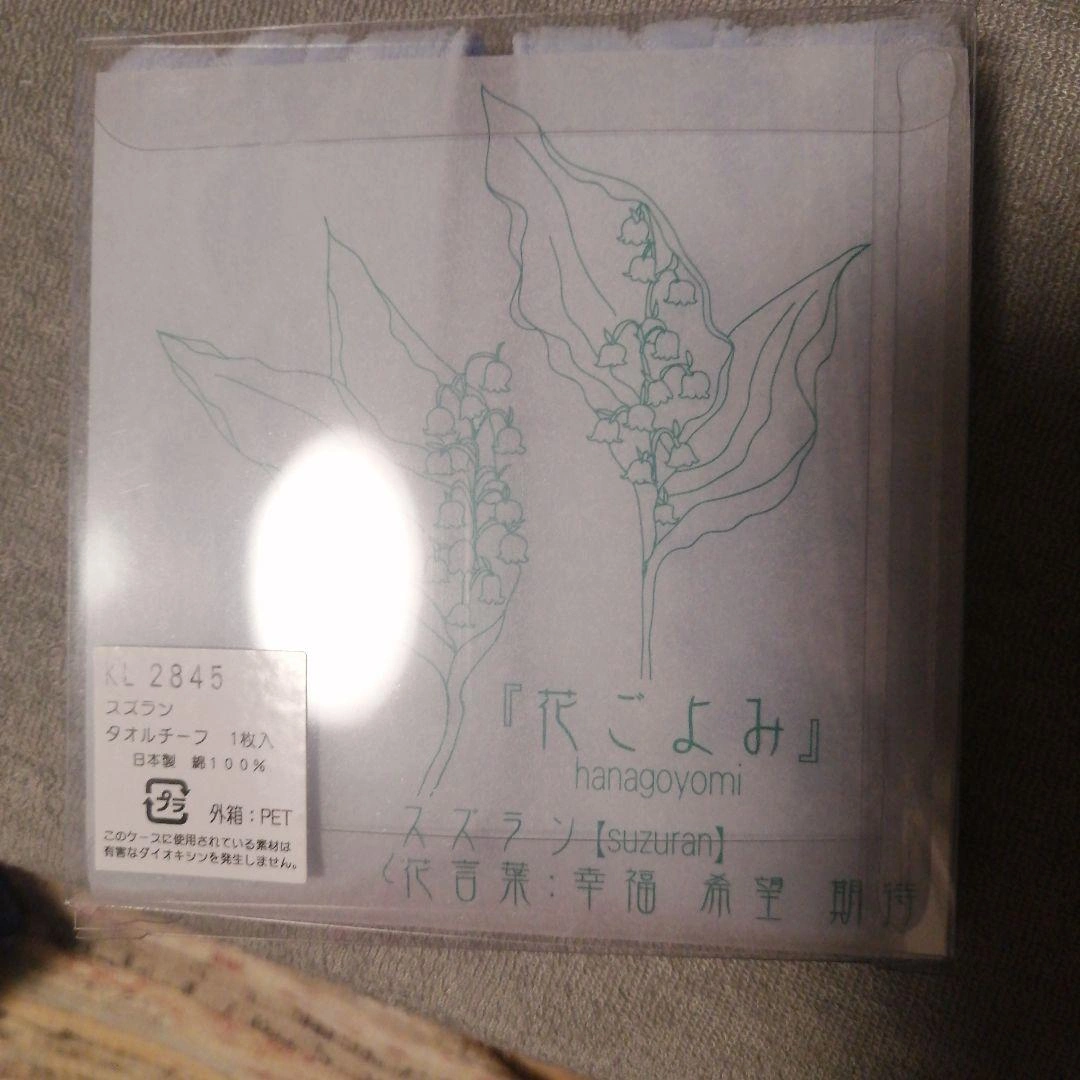 『花ごよみ』
hanagoyomi
スズラン【suzuran】
花言葉:幸福 希望 期待
KL 2845
スズラン
タオルチーフ 1枚入
日本製 綿100%
プラ
外箱:PET
このケースに使用されている素材は
有害なダイオキシンを発生しません。